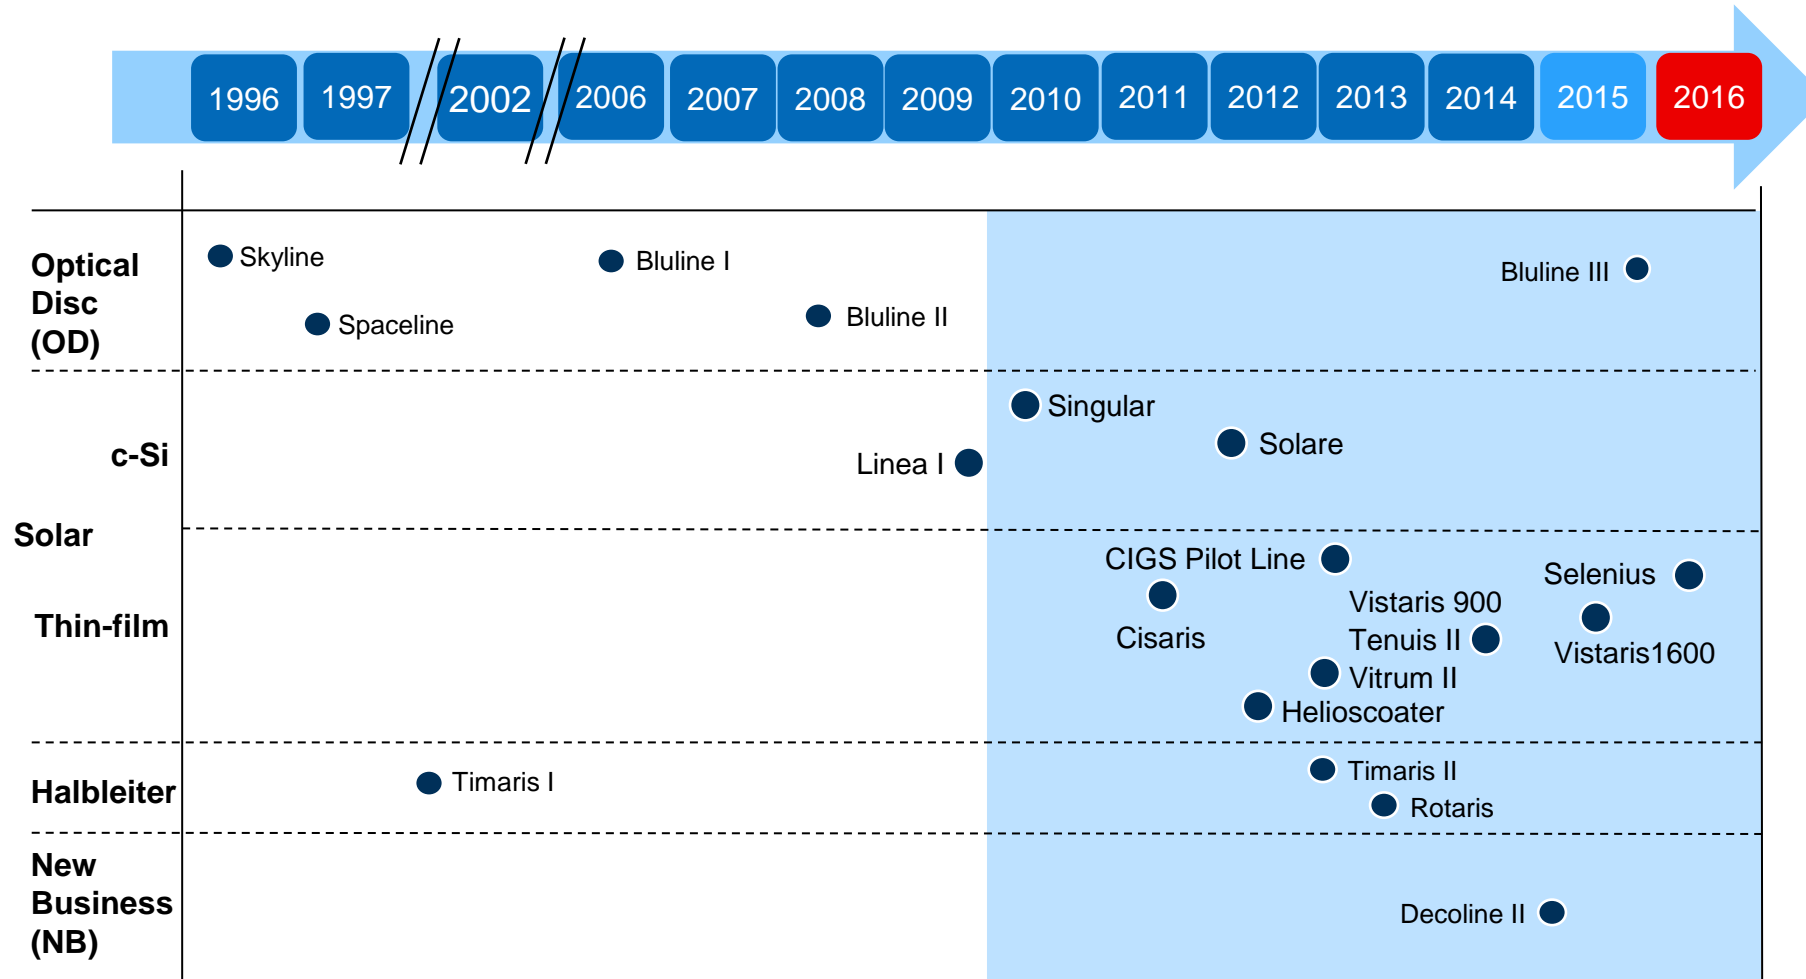 1996
1997
2002
2006
2007
2008
2009
2010
2011
2012
2013
2014
2015
2016
Optical
Disc
(OD)
Skyline
Spaceline
Bluline I
Bluline II
Bluline III
c-Si
Singular
Solare
Linea I
Solar
Thin-film
CIGS Pilot Line
Cisaris
Vistaris 900
Tenuis II
Vitrum II
Helioscoater
Selenius
Vistaris1600
Halbleiter
Timaris I
Timaris II
Rotaris
New
Business
(NB)
Decoline II